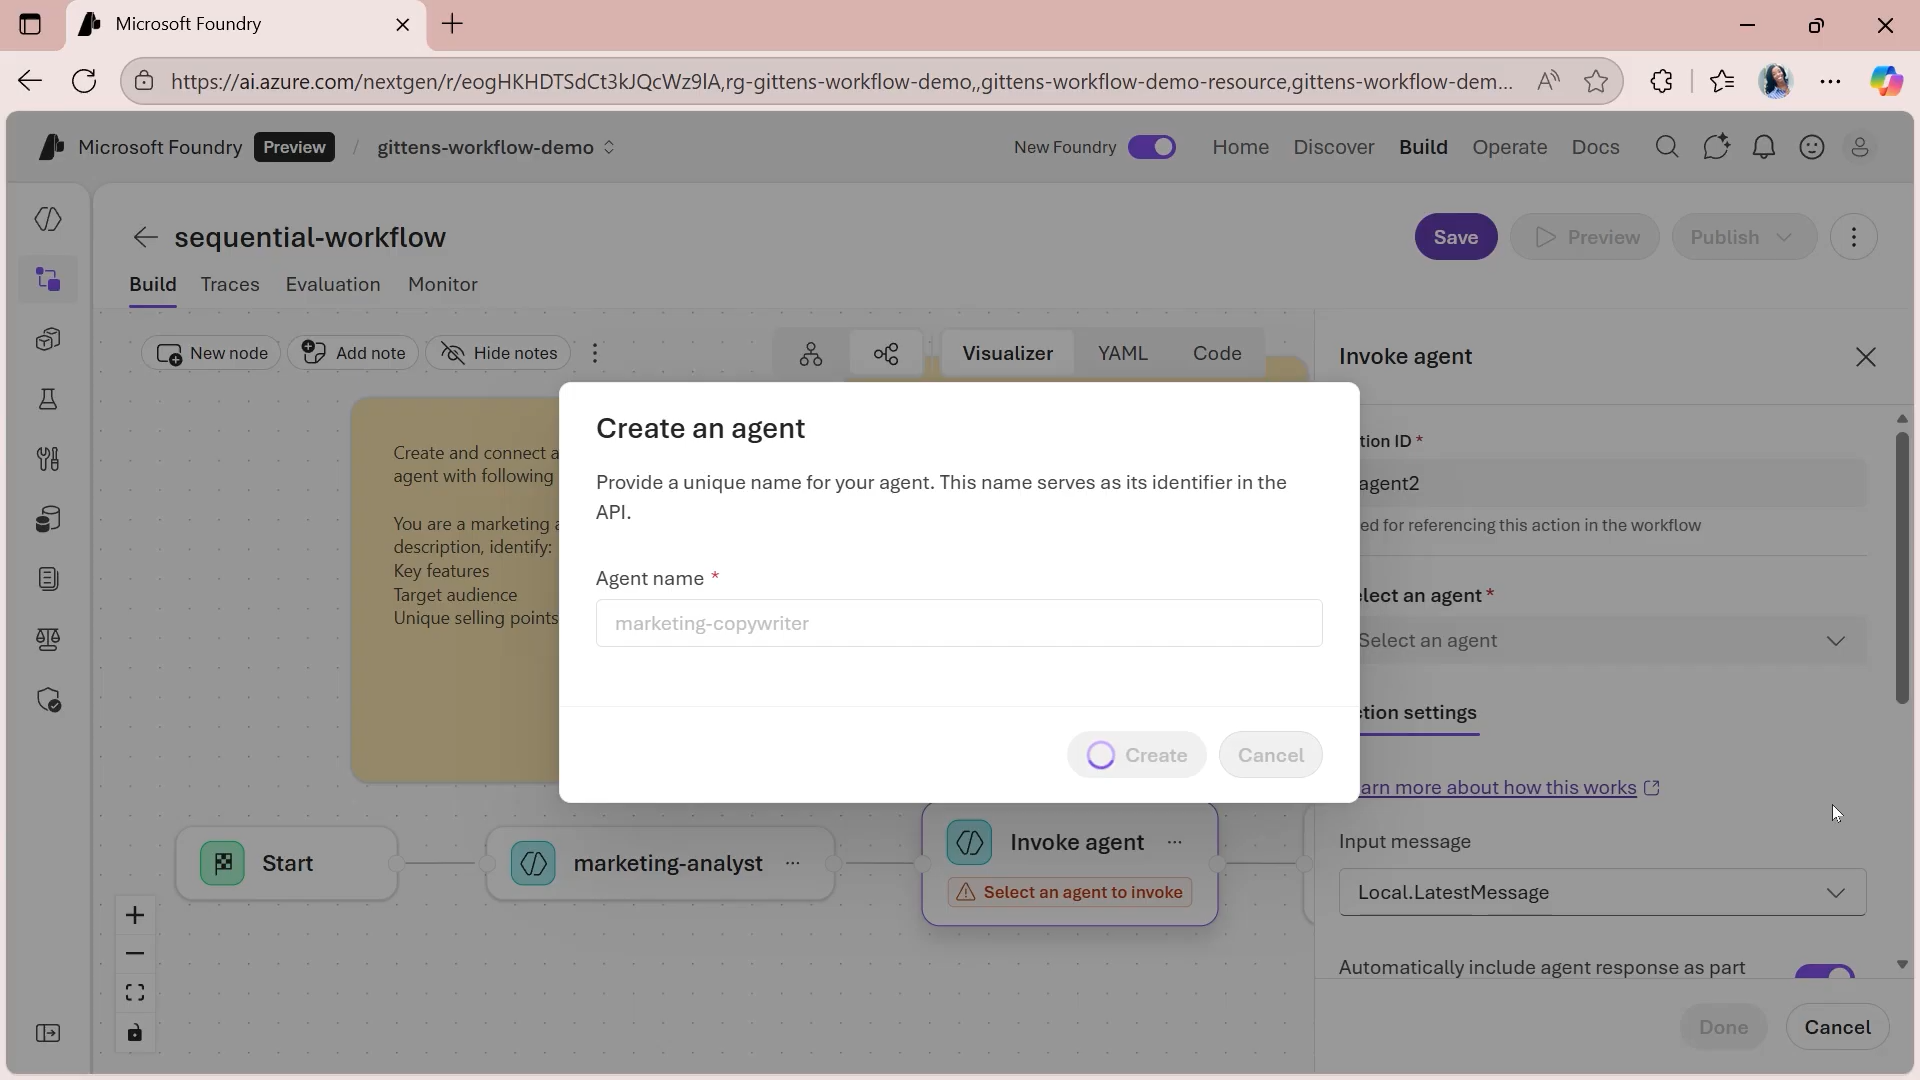 Microsoft Foundry
https://ai.azure.com/nextgen/r/eogHKHDTSdCt3kJQcWz9lA,rg-gittens-workflow-demo,,gittens-workflow-demo-resource,gittens-workflow-dem...
Microsoft Foundry
Preview
/
gittens-workflow-demo
New Foundry
Home
Discover
Build
Operate
Docs
sequential-workflow
Save
Preview
Publish
Build
Traces
Evaluation
Monitor
New node
Add note
Hide notes
Visualizer
YAML
Code
Create and connect a
agent with following
You are a marketing a
description, identify:
Key features
Target audience
Unique selling points
Create an agent
Provide a unique name for your agent. This name serves as its identifier in the
API.
Agent name *
marketing-copywriter
Create
Cancel
Start
marketing-analyst
Invoke agent
Select an agent to invoke
Invoke agent
tion ID *
agent2
ed for referencing this action in the workflow
lect an agent *
Select an agent
tion settings
arn more about how this works
Input message
Local.LatestMessage
Automatically include agent response as part
Done
Cancel